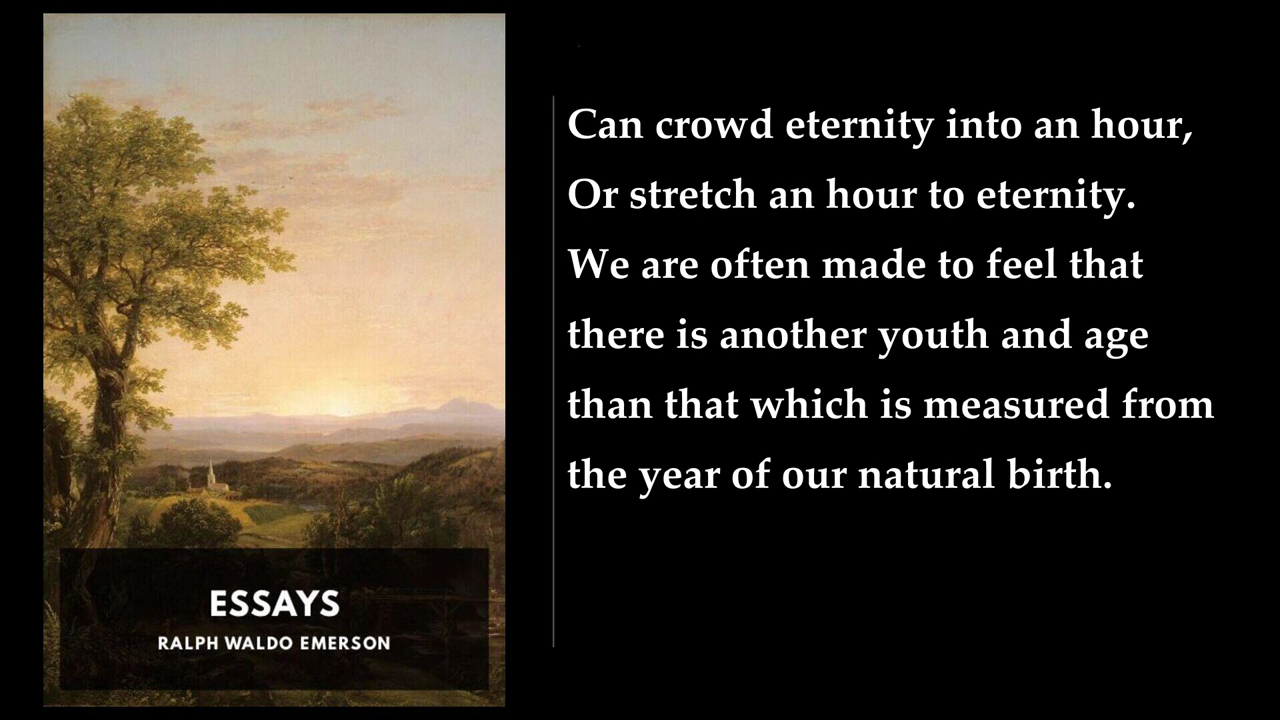 ESSAYS
RALPH WALDO EMERSON
Can crowd eternity into an hour,
Or stretch an hour to eternity.
We are often made to feel that
there is another youth and age
than that which is measured from
the year of our natural birth.